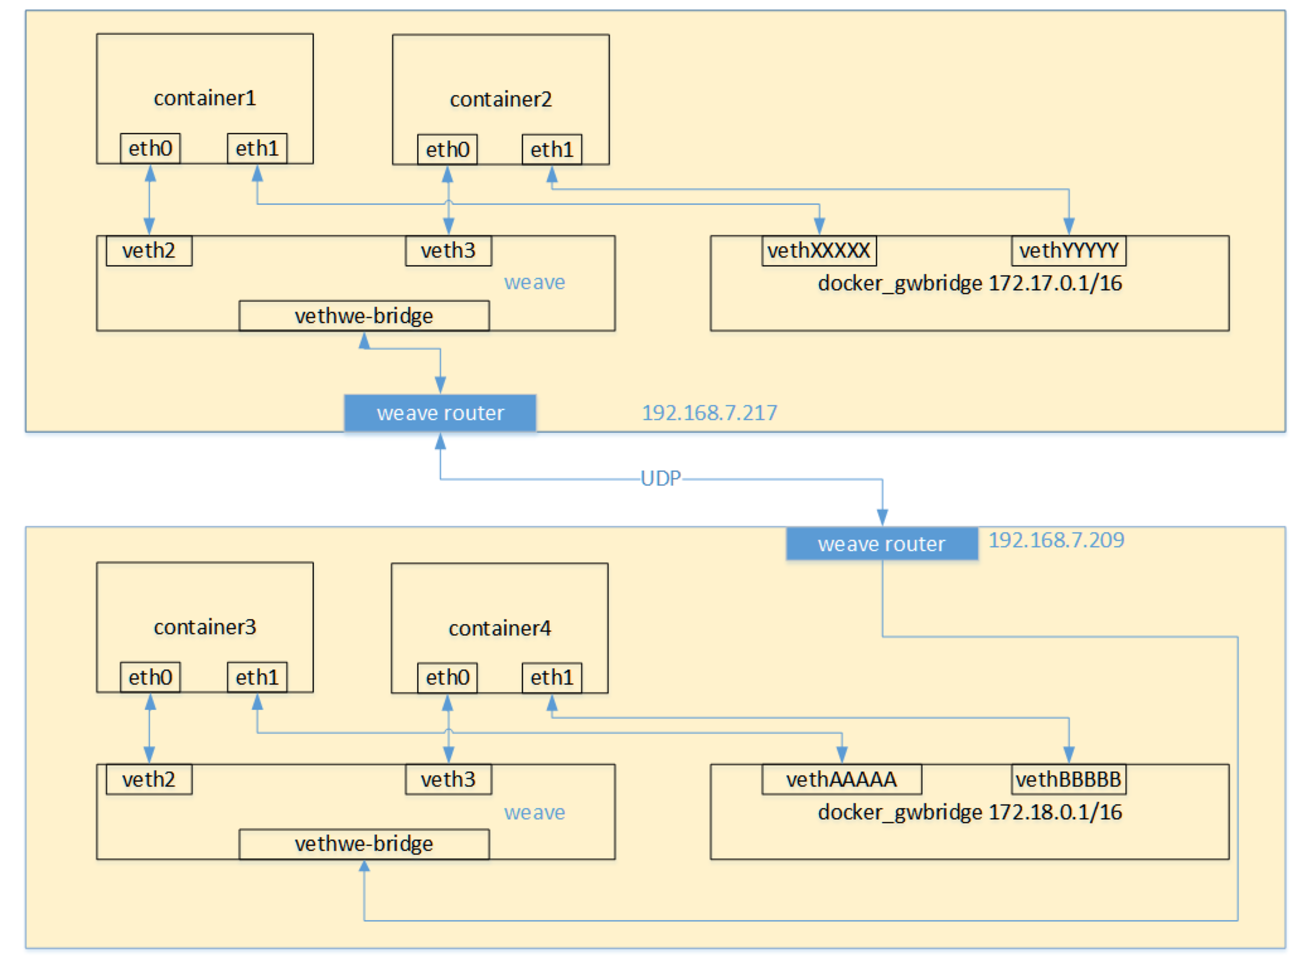 container1
container2
eth0
eth1
eth0
eth1
veth2
veth3
vethXXXXX
vethYYYYY
weave
docker_gwbridge 172.17.0.1/16
vethwe-bridge
weave router
192.168.7.217
UDP
weave router
192.168.7.209
container3
container4
eth0
eth1
eth0
eth1
veth2
veth3
vethAAAAA
vethBBBBB
weave
docker_gwbridge 172.18.0.1/16
vethwe-bridge